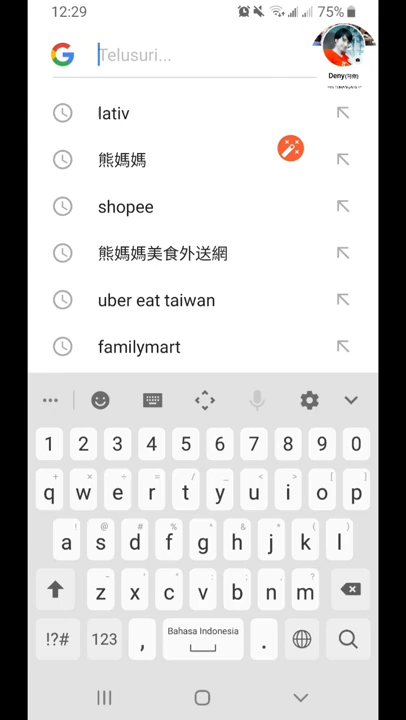 12:29
75%
Telusuri...
Deny
lativ
熊媽媽
shopee
熊媽媽美食外送網
uber eat taiwan
familymart
1 2 3 4 5 6 7 8 9 0
q w e r t y u i o p
a s d f g h j k l
z x c v b n m
!?# 123 , Bahasa Indonesia .